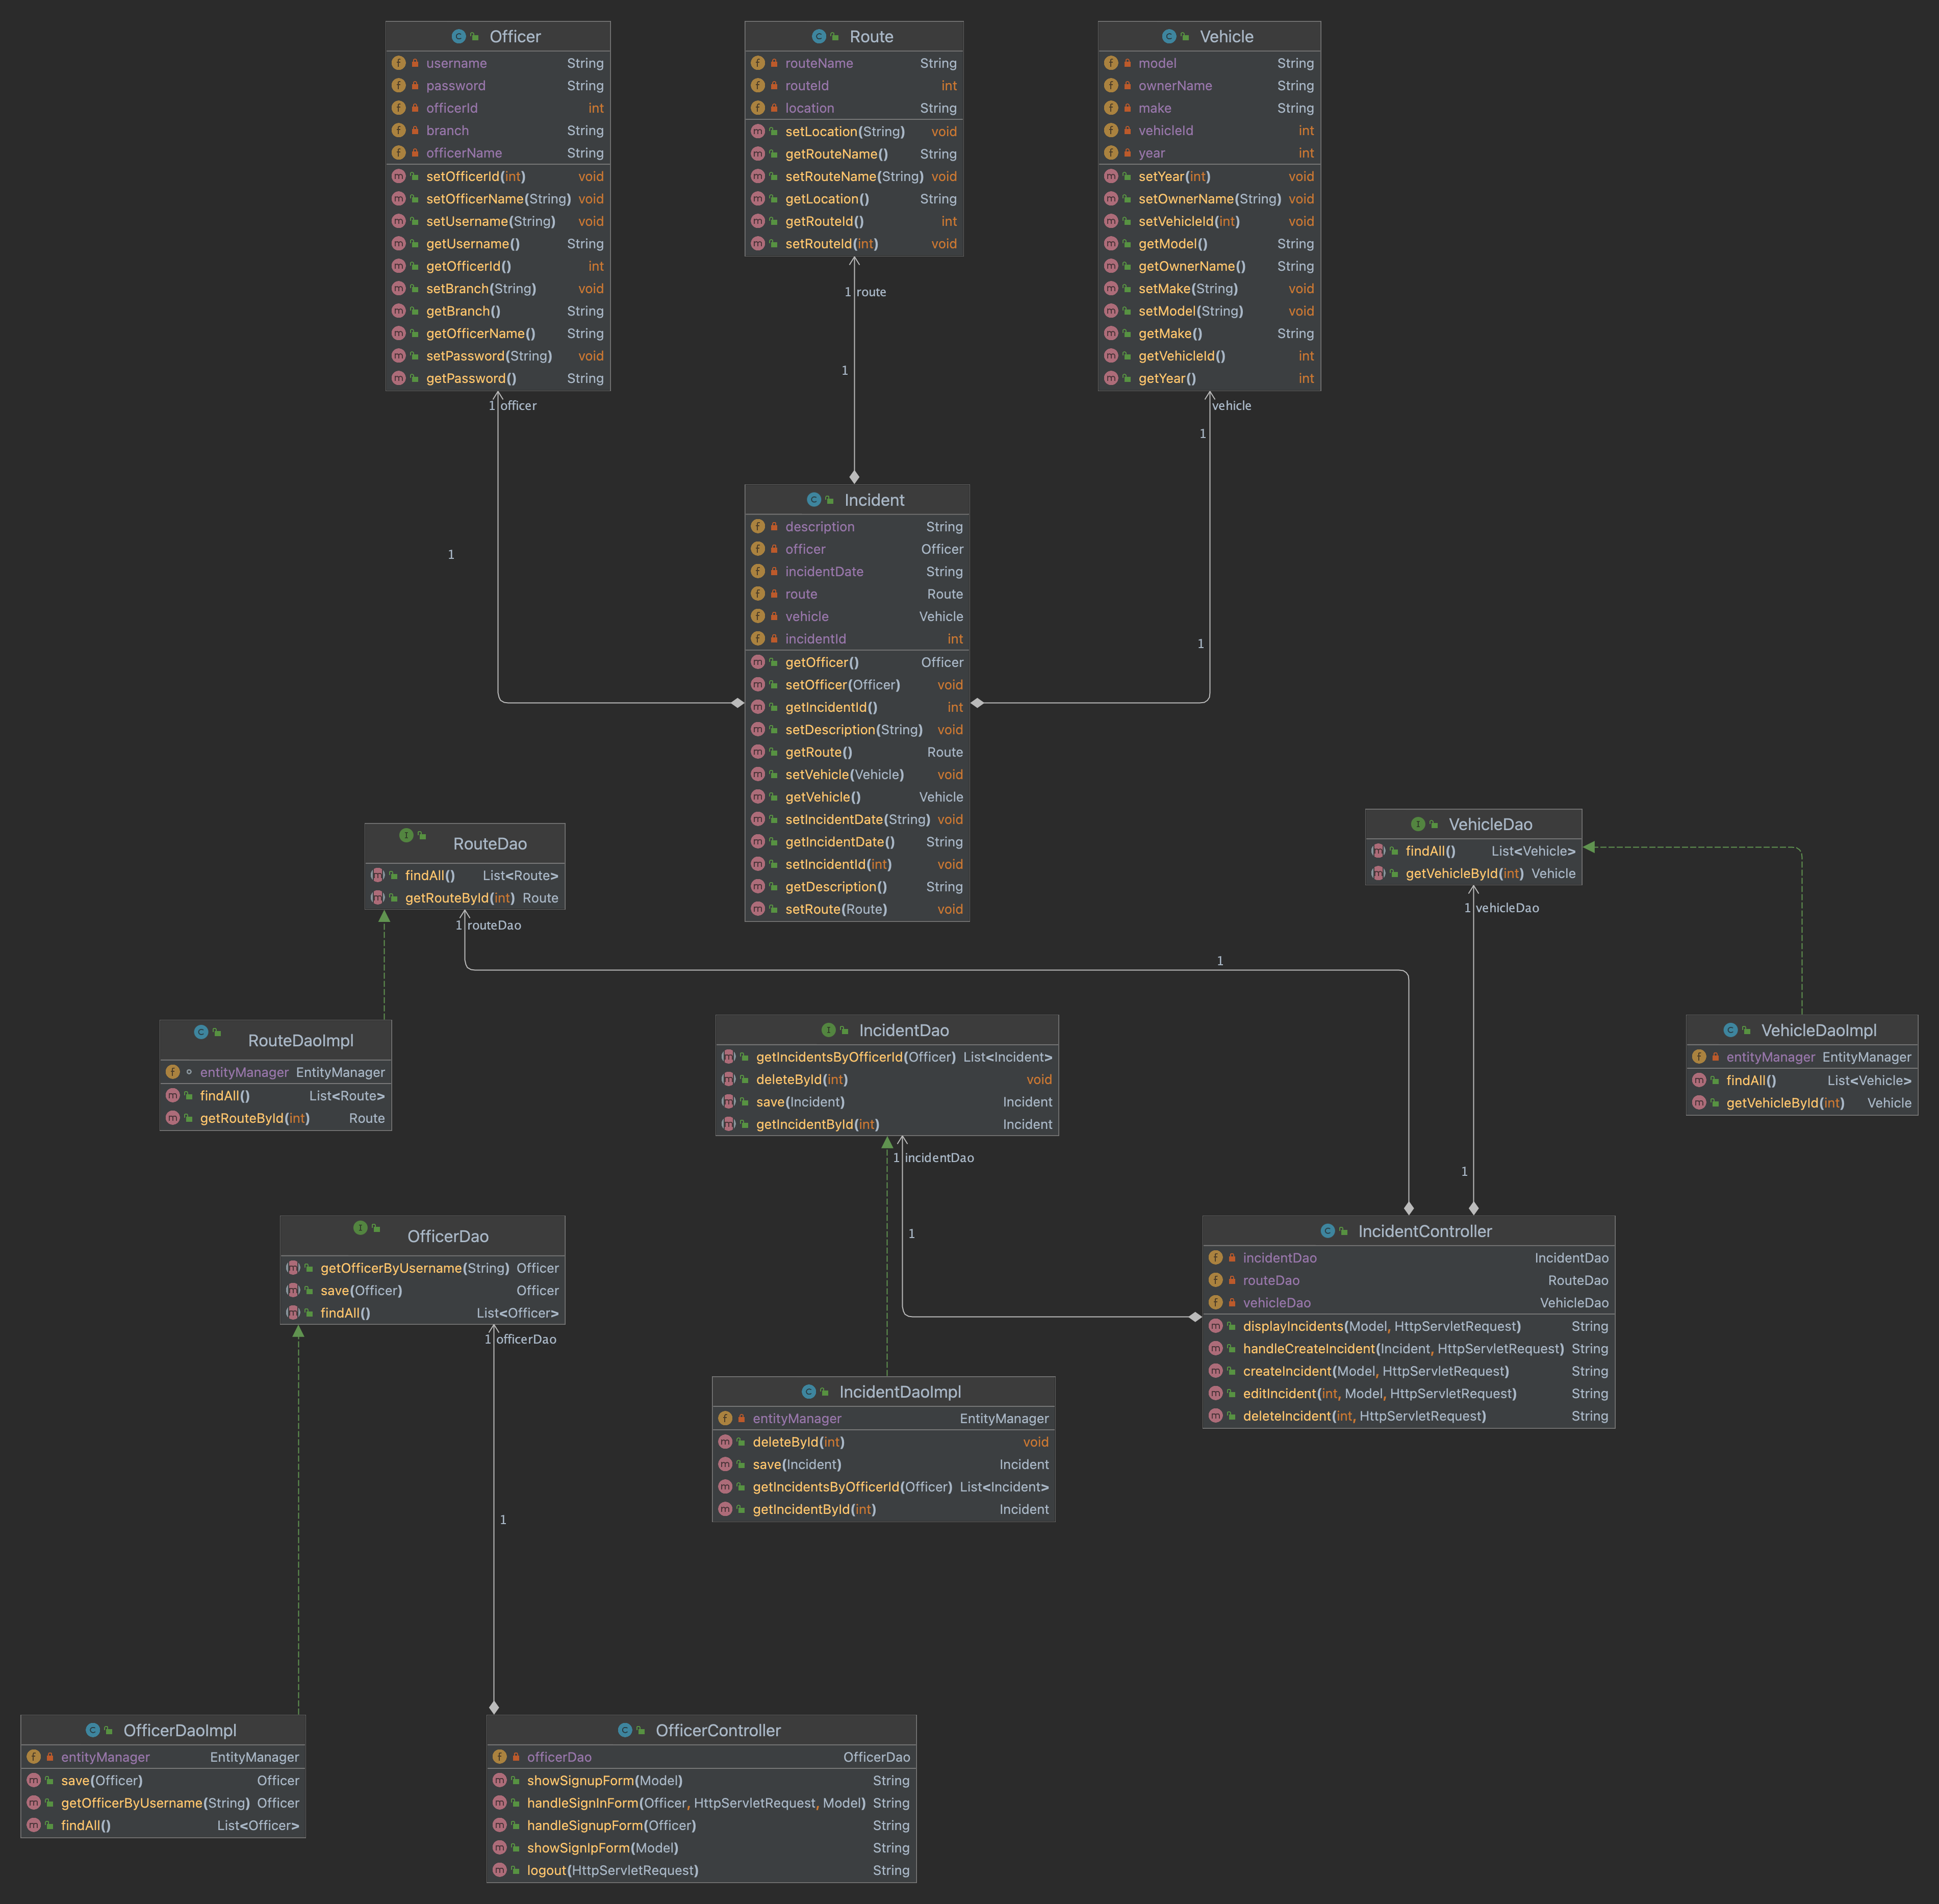 Officer
username String
password String
officerId int
branch String
officerName String
setOfficerId(int) void
setOfficerName(String) void
setUsername(String) void
getUsername() String
getOfficerId() int
setBranch(String) void
getBranch() String
getOfficerName() String
setPassword(String) void
getPassword() String
Route
routeName String
routeId int
location String
setLocation(String) void
getRouteName() String
setRouteName(String) void
getLocation() String
getRouteId() int
setRouteId(int) void
Vehicle
model String
ownerName String
make String
vehicleId int
year int
setYear(int) void
setOwnerName(String) void
setVehicleId(int) void
getModel() String
getOwnerName() String
setMake(String) void
setModel(String) void
getMake() String
getVehicleId() int
getYear() int
1 route
1
1 officer
1
vehicle
1
1
Incident
description String
officer Officer
incidentDate String
route Route
vehicle Vehicle
incidentId int
getOfficer() Officer
setOfficer(Officer) void
getIncidentId() int
setDescription(String) void
getRoute() Route
setVehicle(Vehicle) void
getVehicle() Vehicle
setIncidentDate(String) void
getIncidentDate() String
setIncidentId(int) void
getDescription() String
setRoute(Route) void
RouteDao
findAll() List<Route>
getRouteById(int) Route
1 routeDao
1
VehicleDao
findAll() List<Vehicle>
getVehicleById(int) Vehicle
1 vehicleDao
1
RouteDaoImpl
entityManager EntityManager
findAll() List<Route>
getRouteById(int) Route
IncidentDao
getIncidentsByOfficerId(Officer) List<Incident>
deleteById(int) void
save(Incident) Incident
getIncidentById(int) Incident
1 incidentDao
1
VehicleDaoImpl
entityManager EntityManager
findAll() List<Vehicle>
getVehicleById(int) Vehicle
OfficerDao
getOfficerByUsername(String) Officer
save(Officer) Officer
findAll() List<Officer>
1 officerDao
1
IncidentController
incidentDao IncidentDao
routeDao RouteDao
vehicleDao VehicleDao
displayIncidents(Model, HttpServletRequest) String
handleCreateIncident(Incident, HttpServletRequest) String
createIncident(Model, HttpServletRequest) String
editIncident(int, Model, HttpServletRequest) String
deleteIncident(int, HttpServletRequest) String
IncidentDaoImpl
entityManager EntityManager
deleteById(int) void
save(Incident) Incident
getIncidentsByOfficerId(Officer) List<Incident>
getIncidentById(int) Incident
OfficerDaoImpl
entityManager EntityManager
save(Officer) Officer
getOfficerByUsername(String) Officer
findAll() List<Officer>
OfficerController
officerDao OfficerDao
showSignupForm(Model) String
handleSignInForm(Officer, HttpServletRequest, Model) String
handleSignupForm(Officer) String
showSignIpForm(Model) String
logout(HttpServletRequest) String